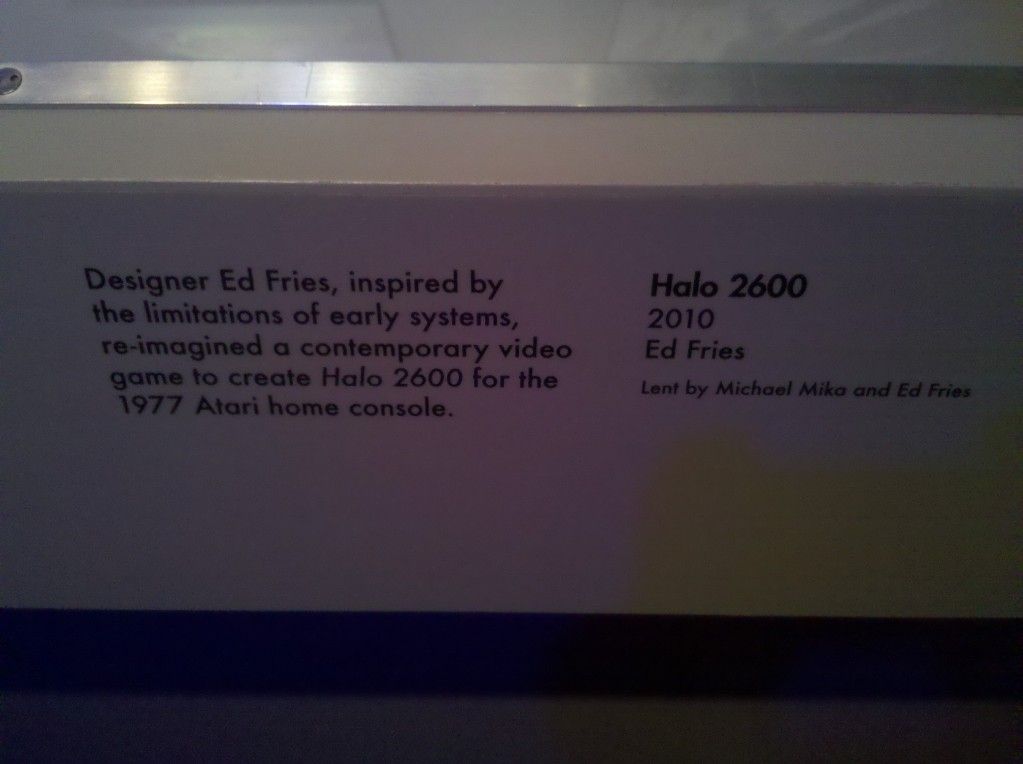 Designer Ed Fries, inspired by
the limitations of early systems,
re-imagined a contemporary video
game to create Halo 2600 for the
1977 Atari home console.
Halo 2600
2010
Ed Fries
Lent by Michael Mika and Ed Fries